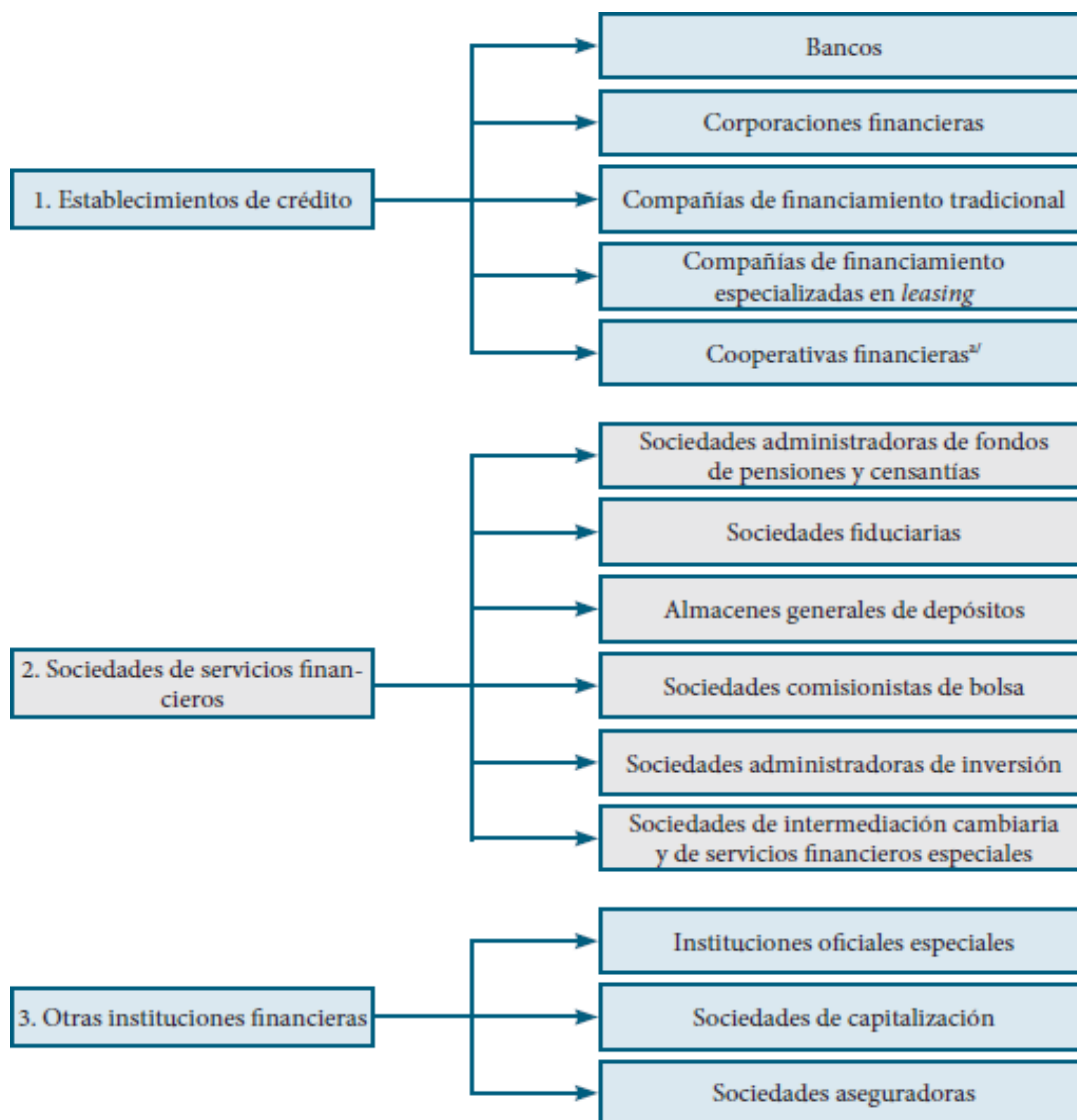 Bancos
Corporaciones financieras
1. Establecimientos de crédito
Compañías de financiamiento tradicional
Compañías de financiamiento
especializadas en leasing
Cooperativas financieras²/
Sociedades administradoras de fondos
de pensiones y censantías
Sociedades fiduciarias
Almacenes generales de depósitos
2. Sociedades de servicios finan-
cieros
Sociedades comisionistas de bolsa
Sociedades administradoras de inversión
Sociedades de intermediación cambiaria
y de servicios financieros especiales
Instituciones oficiales especiales
3. Otras instituciones financieras
Sociedades de capitalización
Sociedades aseguradoras